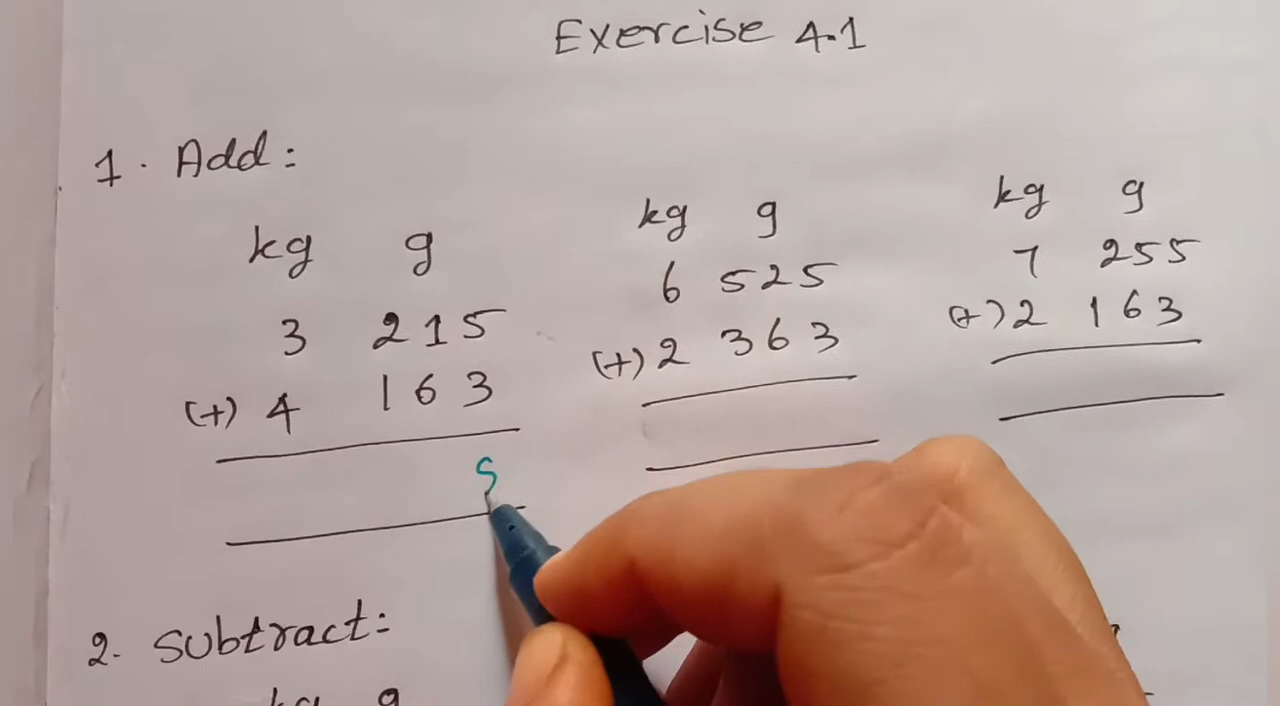 Exercise 4.1
1. Add:
kg g kg g kg g
3 215 6 525 7 255
(+) 4 163 (+) 2 363 (+) 2 163
2. Subtract:
kg g